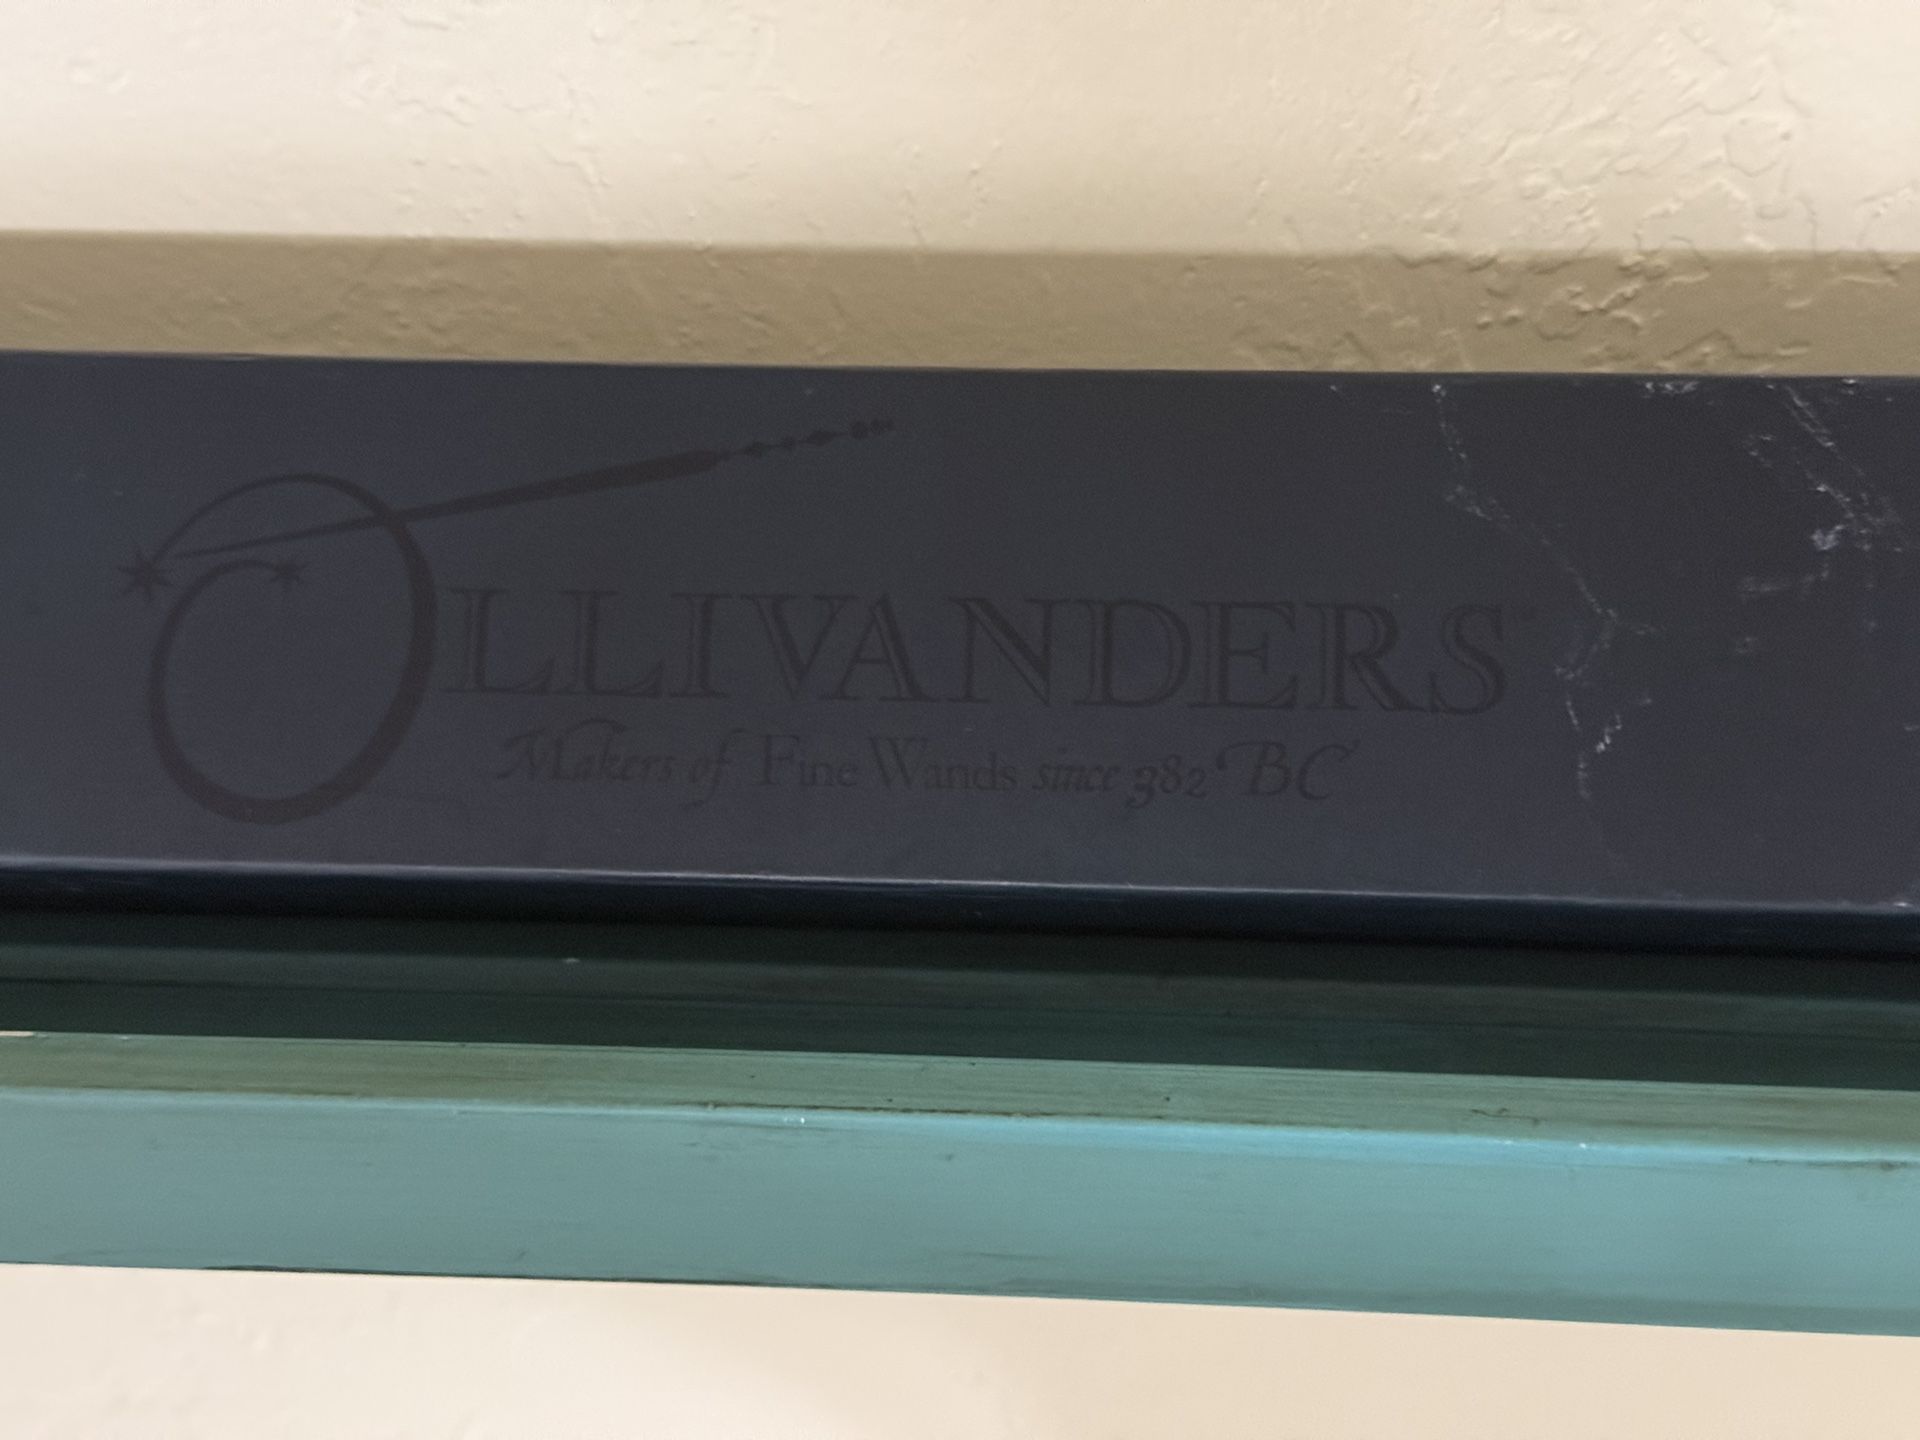 OLLIVANDERS
Makers of Fine Wands since 382 BC